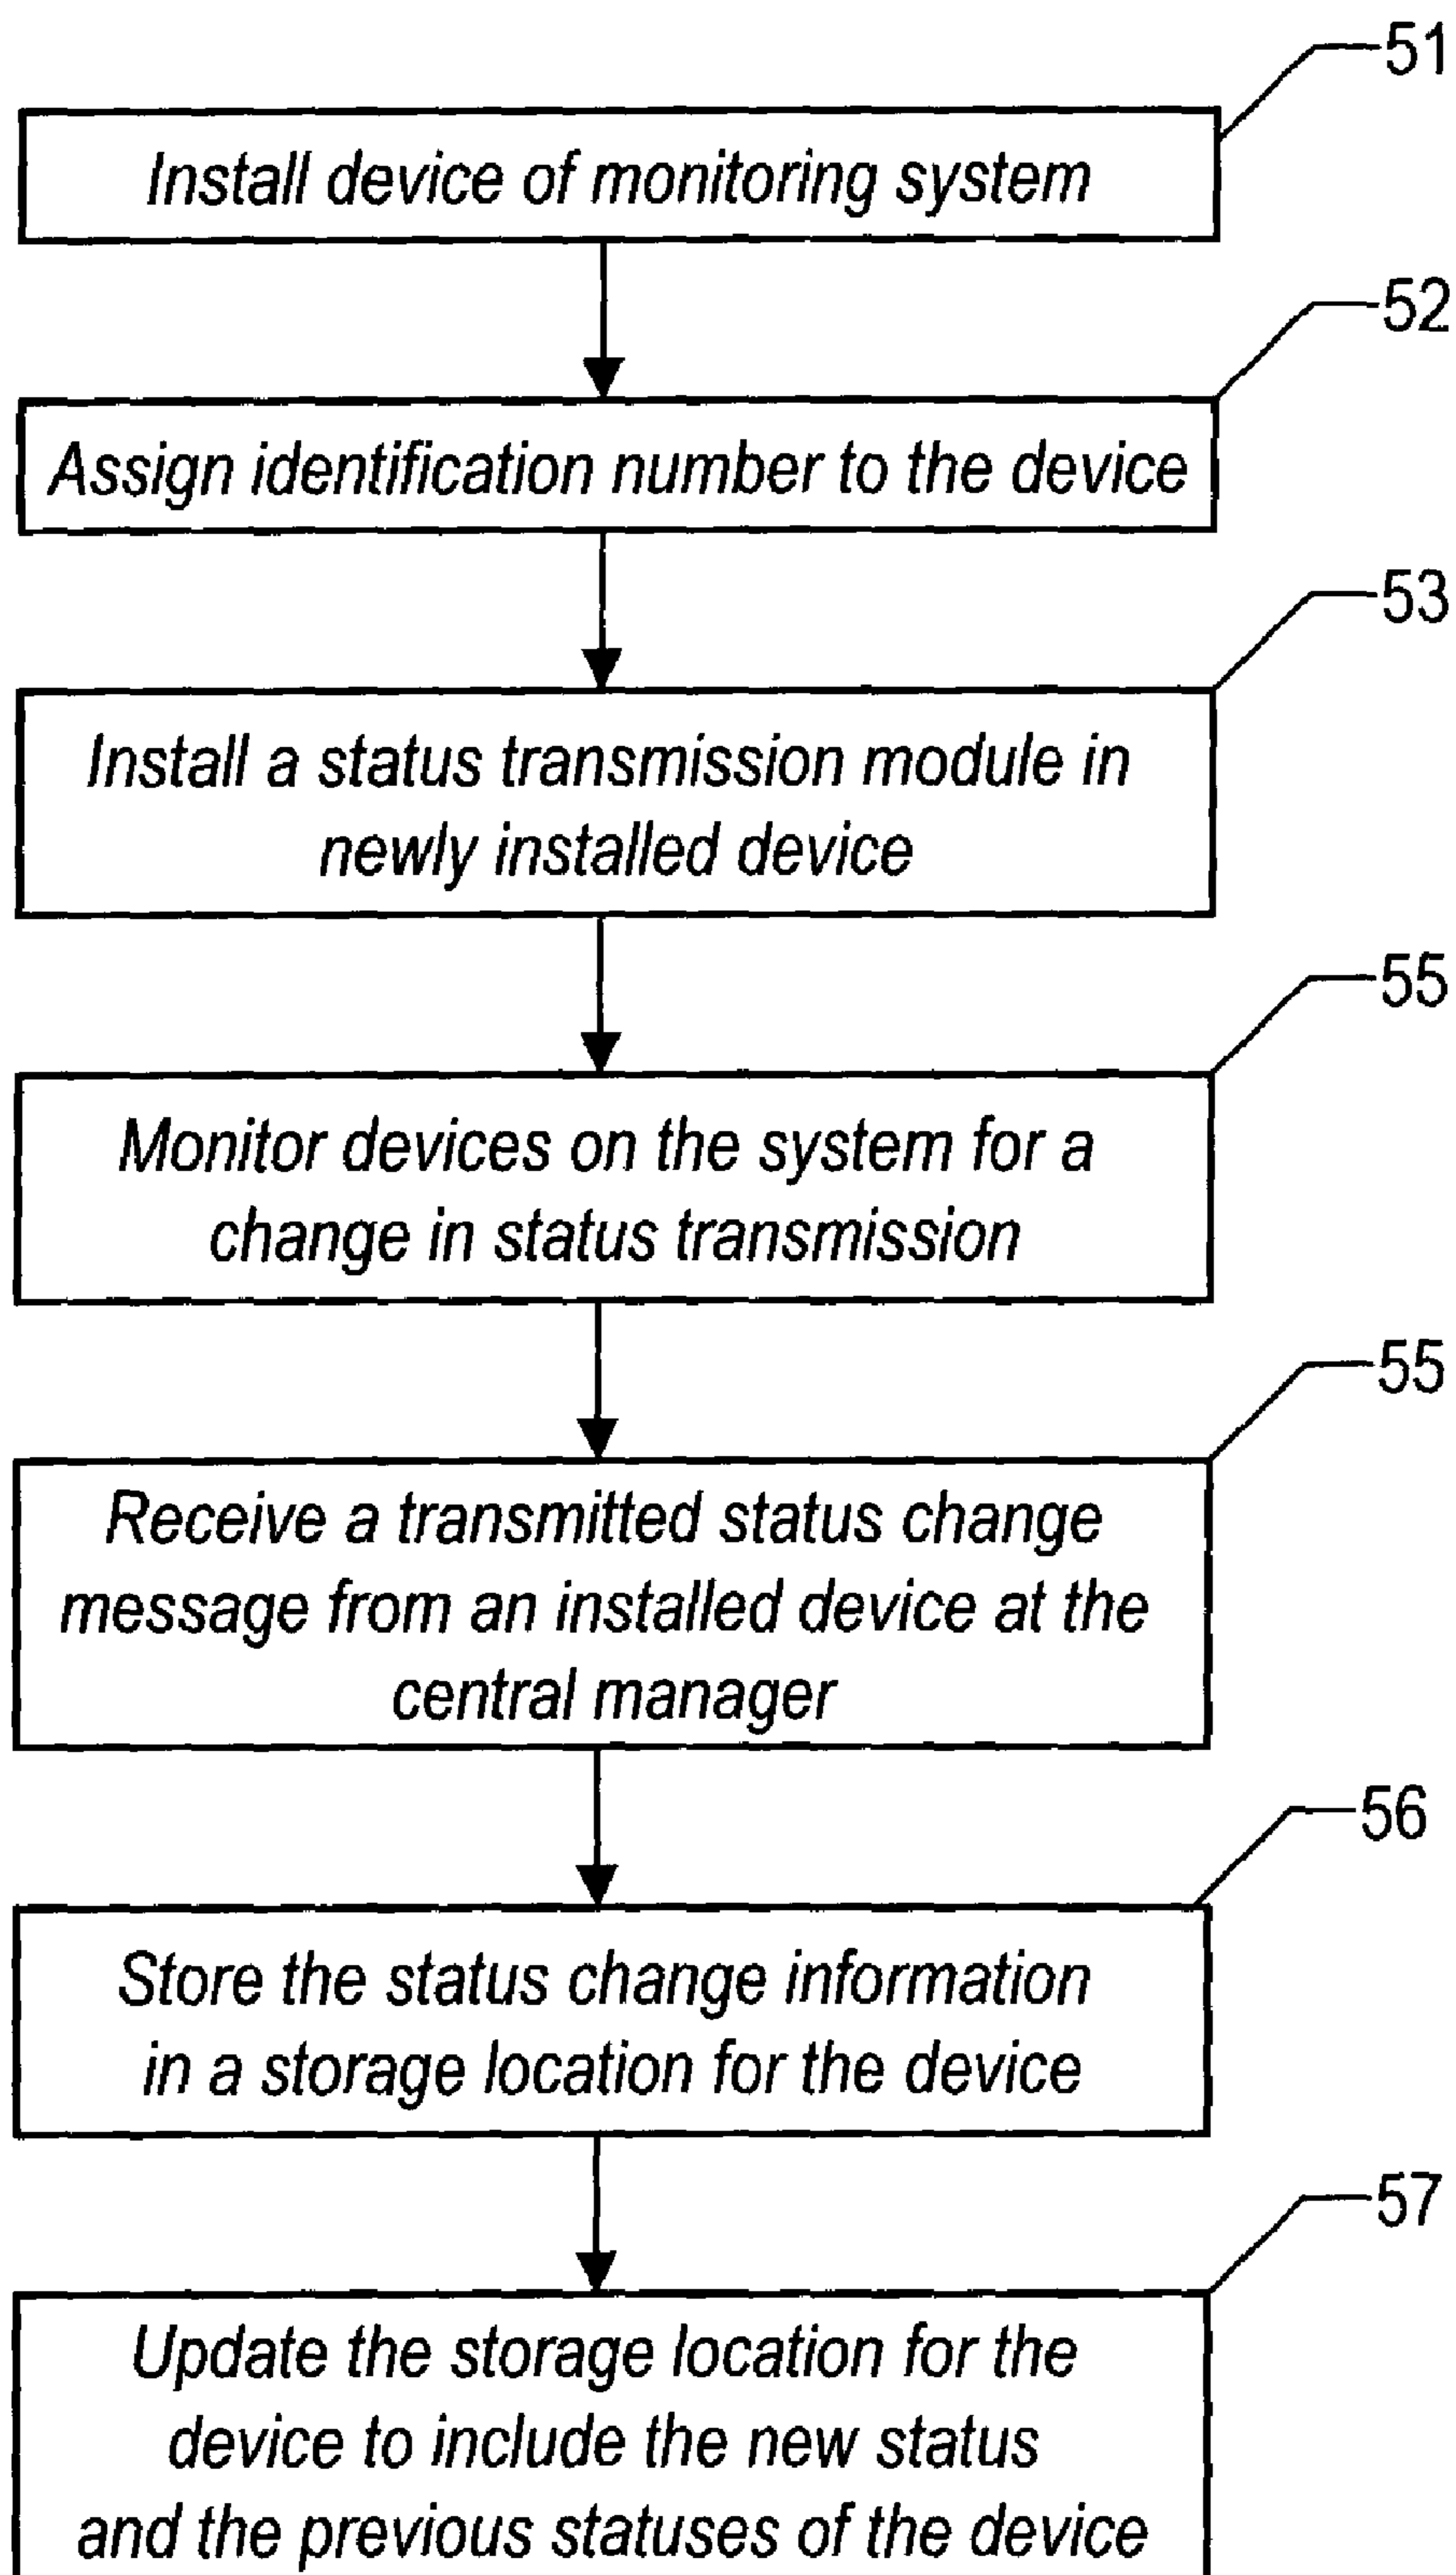 51
Install device of monitoring system
52
Assign identification number to the device
53
Install a status transmission module in
newly installed device
55
Monitor devices on the system for a
change in status transmission
55
Receive a transmitted status change
message from an installed device at the
central manager
56
Store the status change information
in a storage location for the device
57
Update the storage location for the
device to include the new status
and the previous statuses of the device